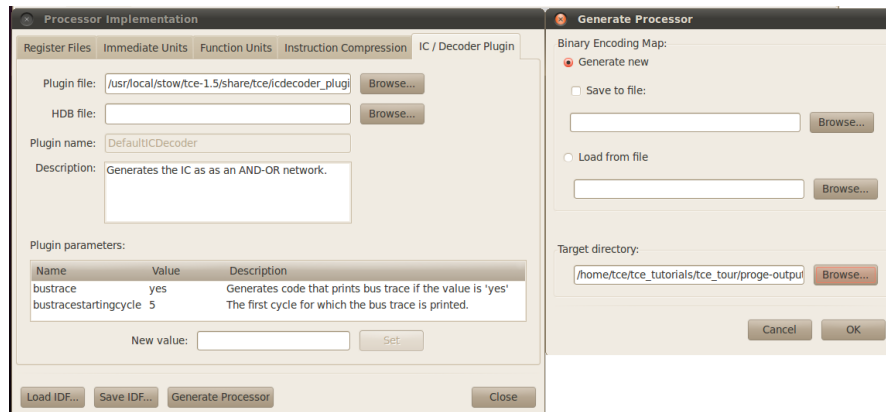 Processor Implementation
Register Files Immediate Units Function Units Instruction Compression IC / Decoder Plugin
Plugin file: /usr/local/stow/tce-1.5/share/tce/icdecoder_plugi Browse...
HDB file: Browse...
Plugin name: DefaultICDecoder
Description: Generates the IC as as an AND-OR network.
Plugin parameters:
Name Value Description
bustrace yes Generates code that prints bus trace if the value is 'yes'
bustracestartingcycle 5 The first cycle for which the bus trace is printed.
New value: Set
Load IDF... Save IDF... Generate Processor Close
Generate Processor
Binary Encoding Map:
Generate new
Save to file:
Browse...
Load from file
Browse...
Target directory:
/home/tce/tce_tutorials/tce_tour/proge-output Browse...
Cancel OK